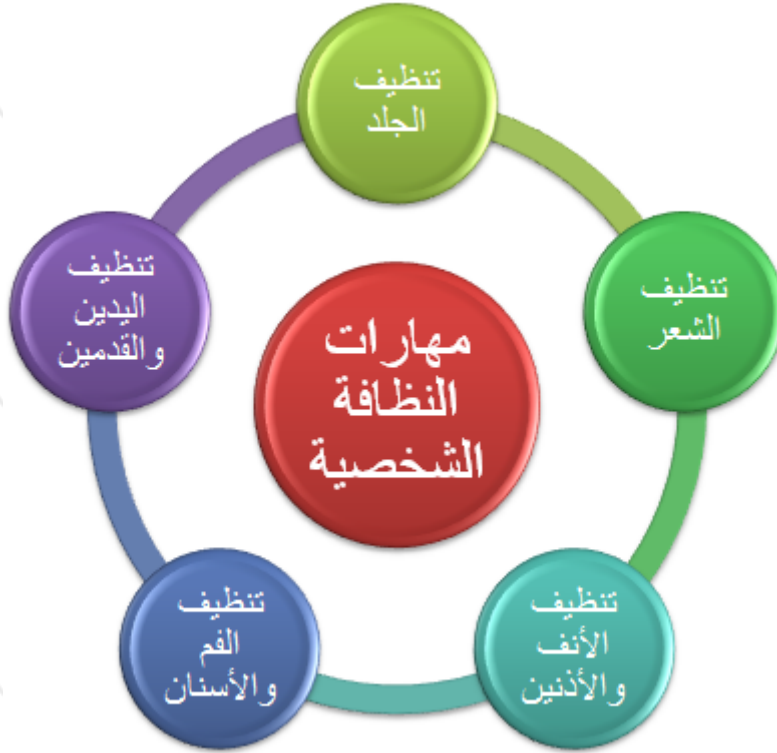 مهارات
النظافة
الشخصية
تنظيف
الجلد
تنظيف
الشعر
تنظيف
الأنف
والأذنين
تنظيف
الفم
والأسنان
تنظيف
اليدين
والقدمين